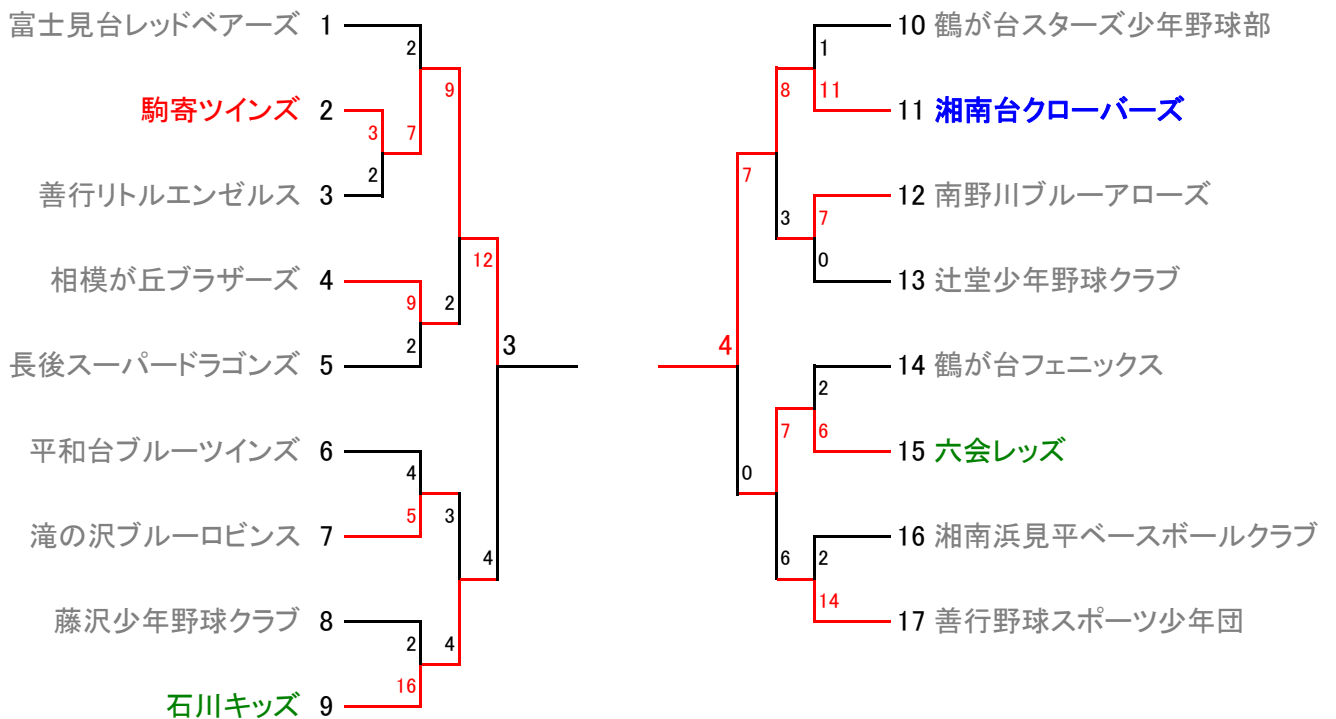 富士見台レッドベアーズ 1
2
9
駒寄ツインズ 2
3
7
2
善行リトルエンゼルス 3
12
相模が丘ブラザーズ 4
9
2
2
長後スーパードラゴンズ 5
3
平和台ブルーツインズ 6
4
5
3
滝の沢ブルーロビンス 7
4
藤沢少年野球クラブ 8
2
4
16
石川キッズ 9
10 鶴が台スターズ少年野球部
1
8
11
11 湘南台クローバーズ
7
12 南野川ブルーアローズ
3
7
0
13 辻堂少年野球クラブ
4
14 鶴が台フェニックス
2
7
6
15 六会レッズ
0
16 湘南浜見平ベースボールクラブ
6
2
14
17 善行野球スポーツ少年団